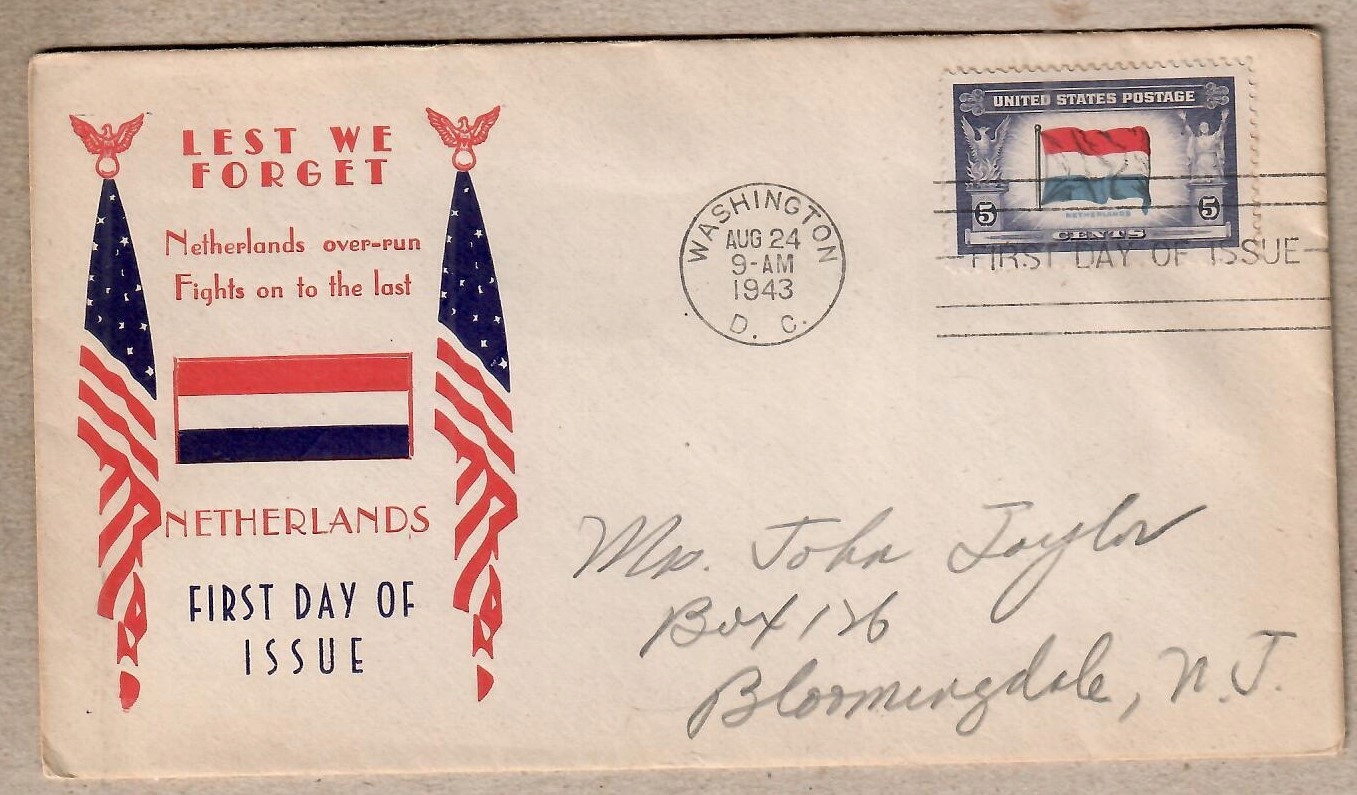 LEST WE
FORGET
Netherlands over-run
Fights on to the last
NETHERLANDS
FIRST DAY OF
ISSUE
WASHINGTON
AUG 24
9-AM
1943
D. C.
UNITED STATES POSTAGE
NETHERLANDS
5 5
CENTS
FIRST DAY OF ISSUE
Mrs. John Taylor
Box 126
Bloomingdale, N.J.